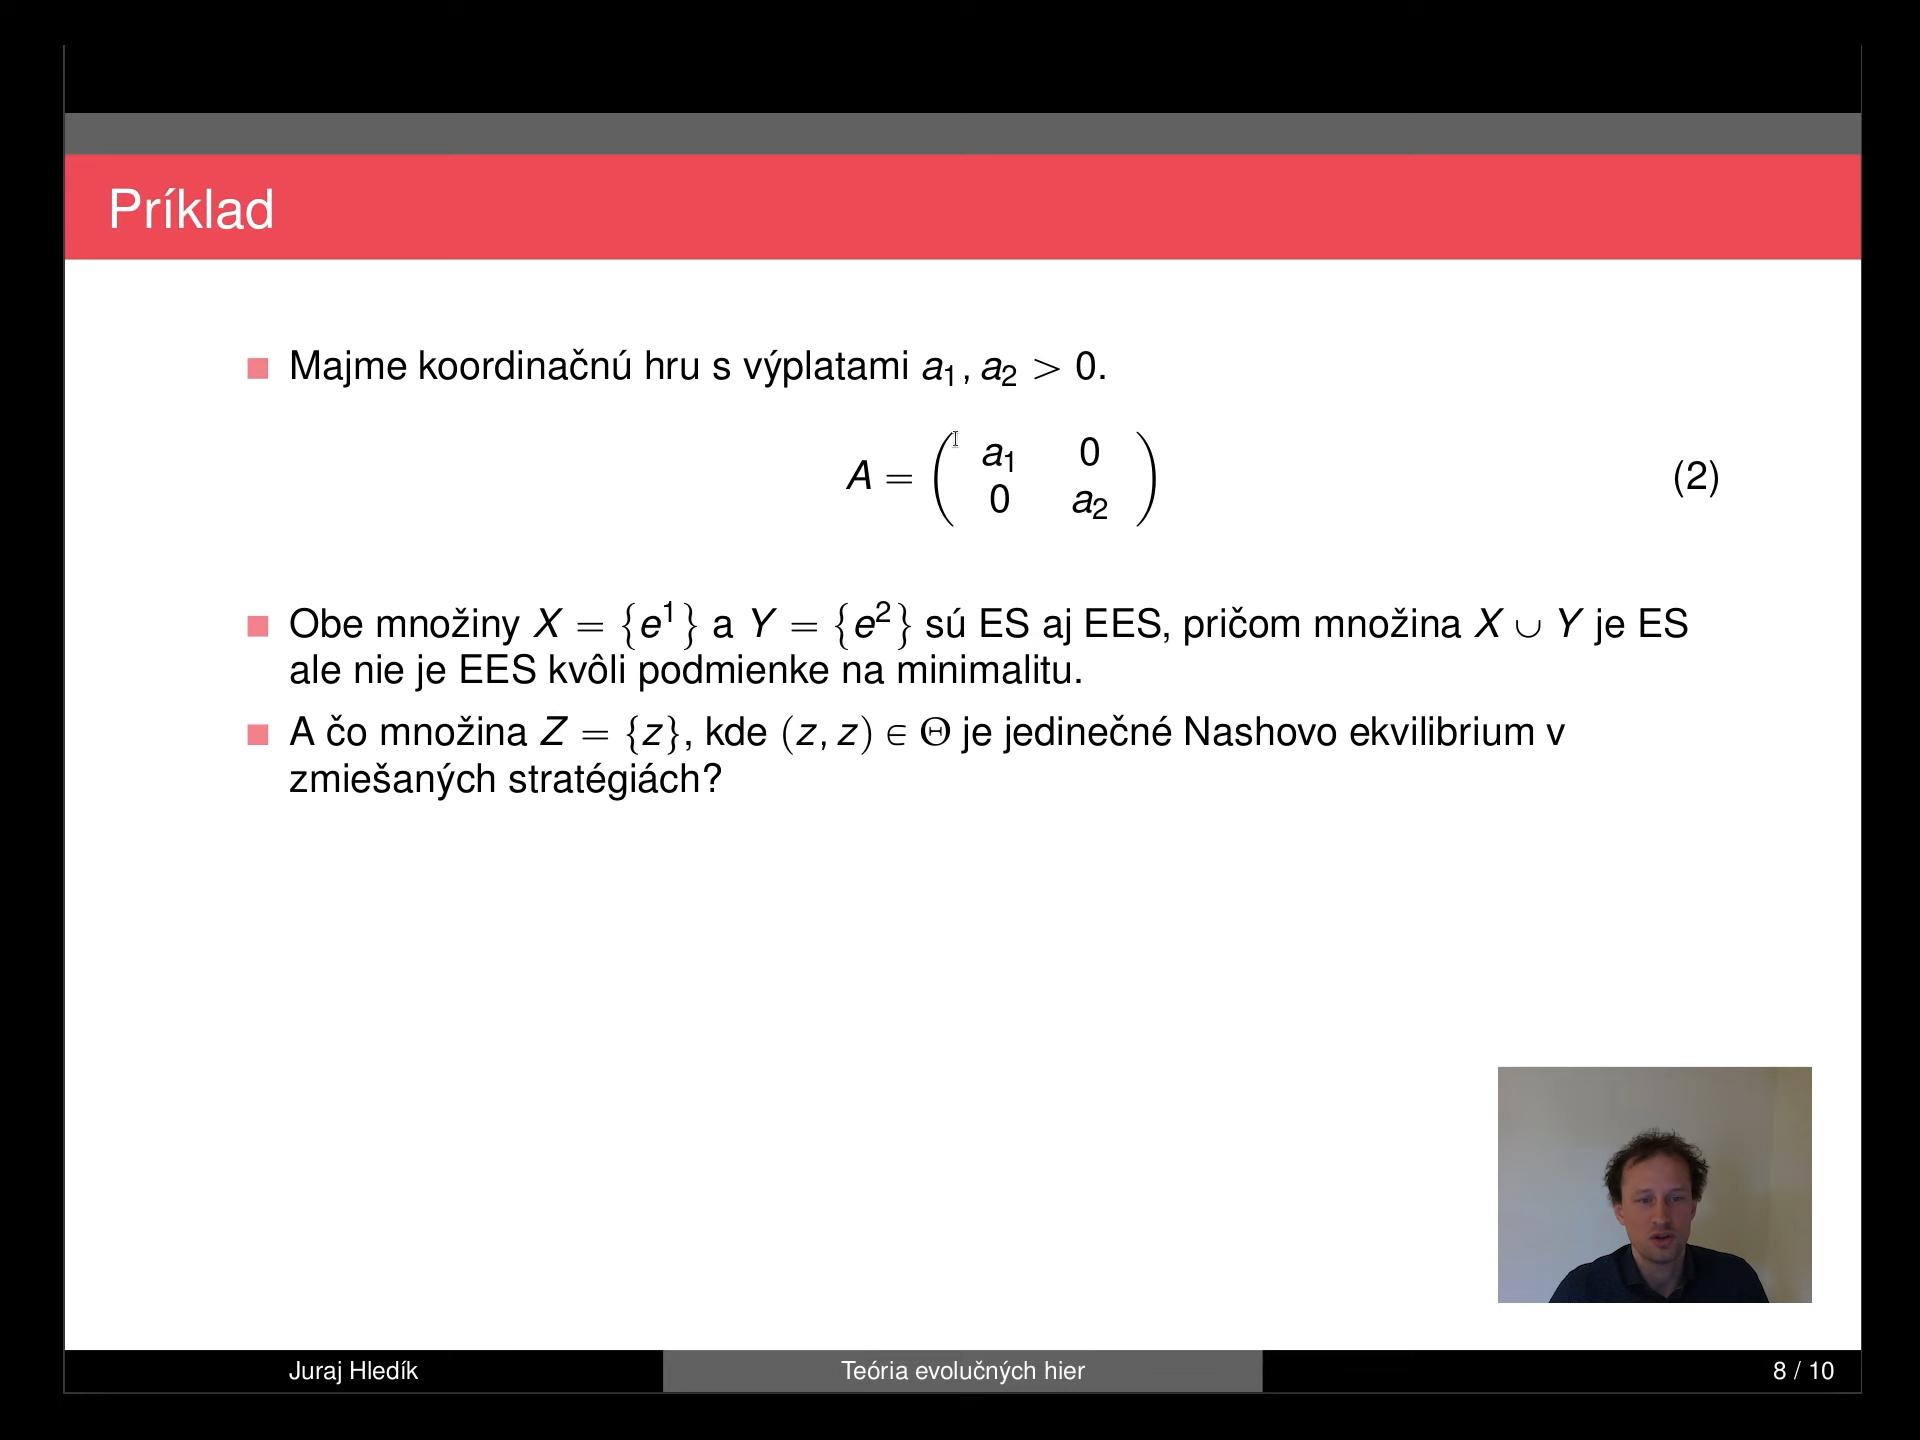 Príklad
Majme koordinačnú hru s výplatami a₁, a₂ > 0.
A = ( a₁ 0
0 a₂ ) (2)
Obe množiny X = {e¹} a Y = {e²} sú ES aj EES, pričom množina X ∪ Y je ES
ale nie je EES kvôli podmienke na minimalitu.
A čo množina Z = {z}, kde (z, z) ∈ Θ je jedinečné Nashovo ekvilibrium v
zmiešaných stratégiách?
Juraj Hledík Teória evolučných hier 8 / 10